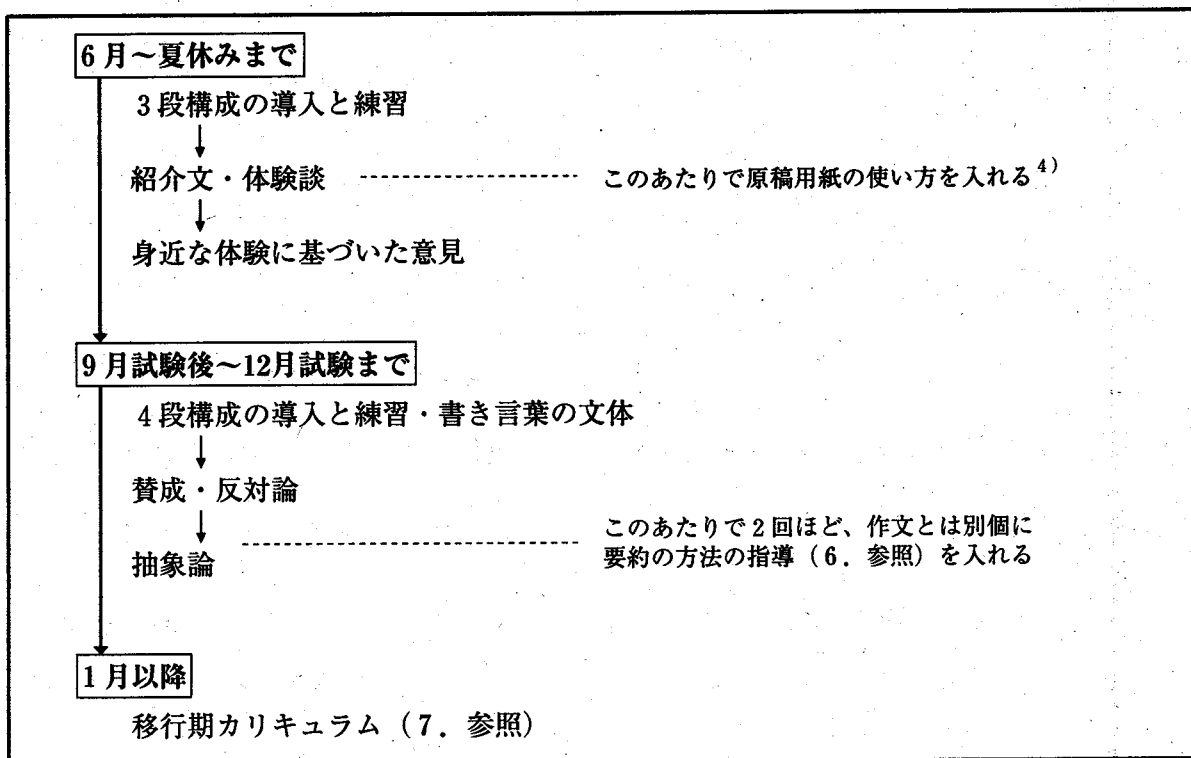 6月～夏休みまで
3段構成の導入と練習
紹介文・体験談
このあたりで原稿用紙の使い方を入れる4)
身近な体験に基づいた意見
9月試験後～12月試験まで
4段構成の導入と練習・書き言葉の文体
賛成・反対論
このあたりで2回ほど、作文とは別個に
要約の方法の指導（6．参照）を入れる
抽象論
1月以降
移行期カリキュラム（7．参照）